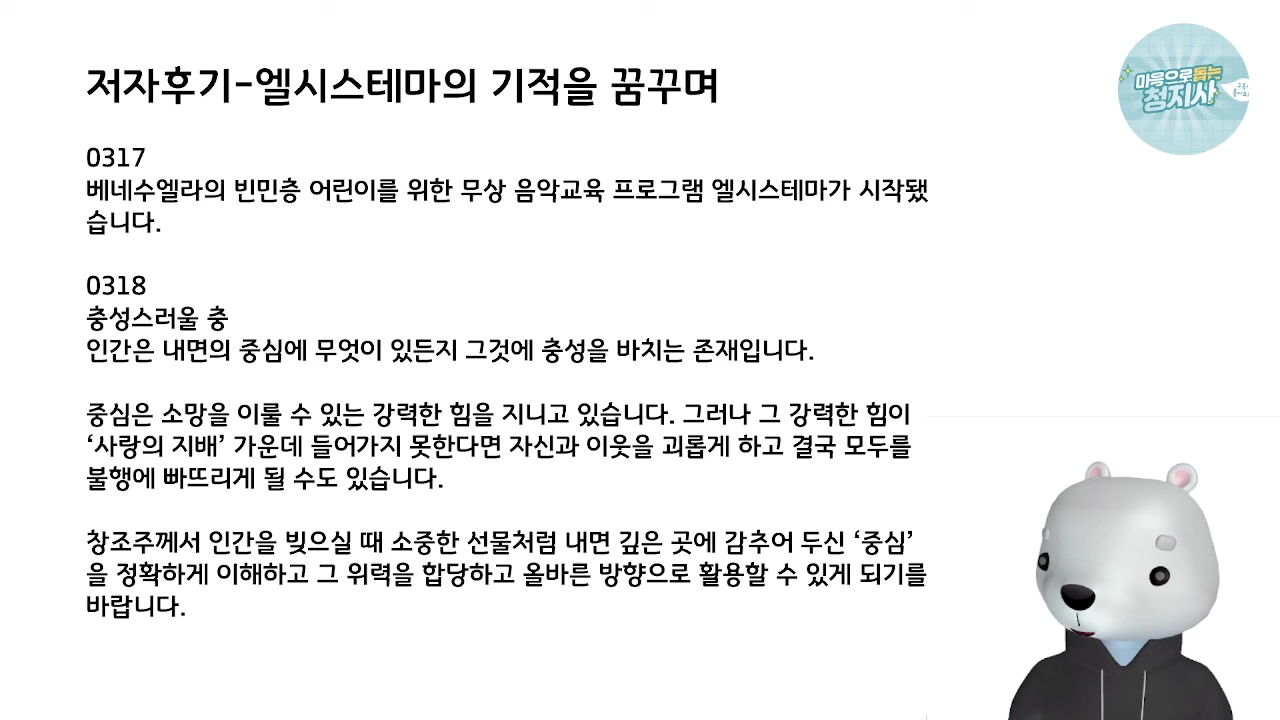 저자후기-엘시스테마의 기적을 꿈꾸며
마음으로돕는
청지사
0317
베네수엘라의 빈민층 어린이를 위한 무상 음악교육 프로그램 엘시스테마가 시작됐
습니다.
0318
충성스러울 충
인간은 내면의 중심에 무엇이 있든지 그것에 충성을 바치는 존재입니다.
중심은 소망을 이룰 수 있는 강력한 힘을 지니고 있습니다. 그러나 그 강력한 힘이
‘사랑의 지배’ 가운데 들어가지 못한다면 자신과 이웃을 괴롭게 하고 결국 모두를
불행에 빠뜨리게 될 수도 있습니다.
창조주께서 인간을 빚으실 때 소중한 선물처럼 내면 깊은 곳에 감추어 두신 ‘중심’
을 정확하게 이해하고 그 위력을 합당하고 올바른 방향으로 활용할 수 있게 되기를
바랍니다.